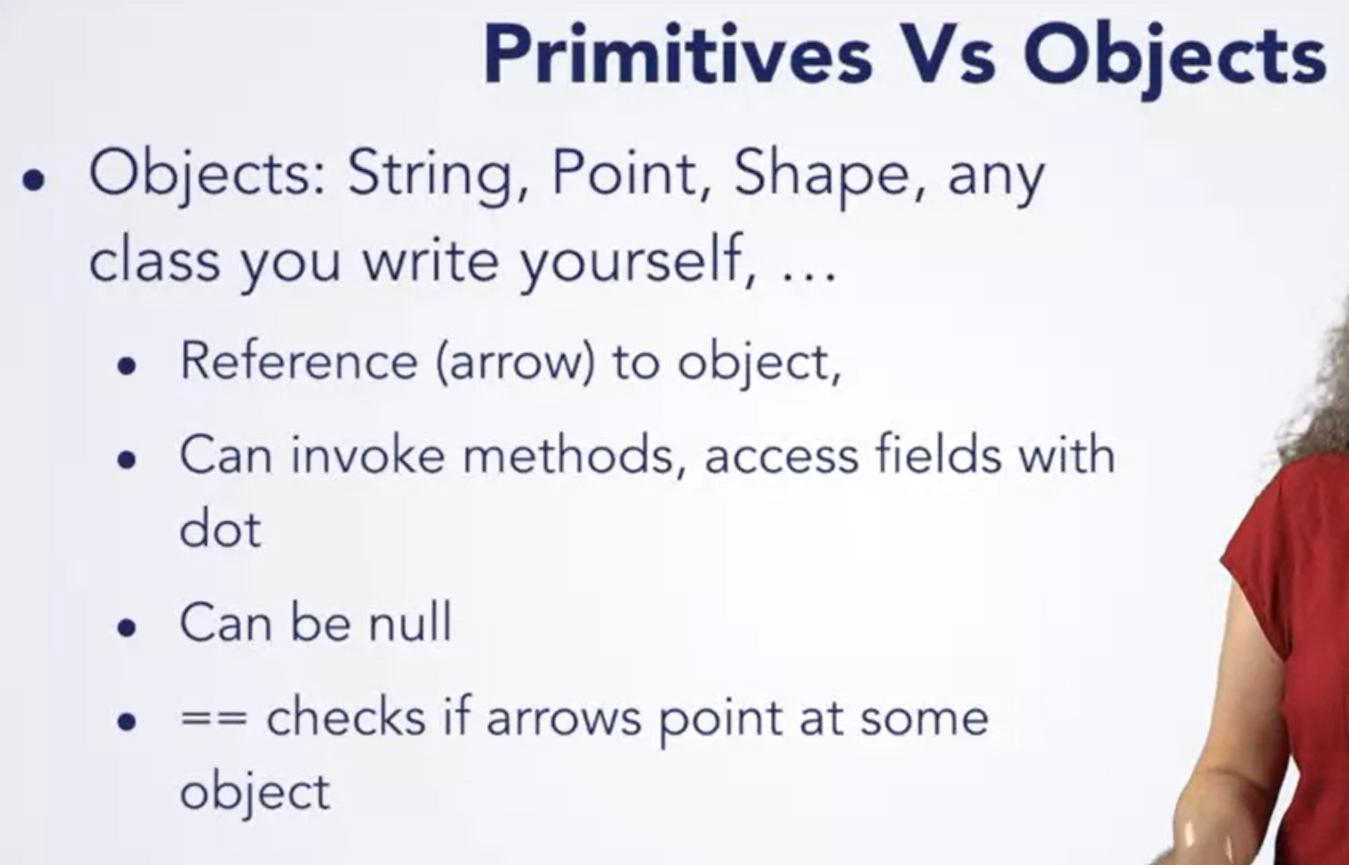 Primitives Vs Objects
• Objects: String, Point, Shape, any
class you write yourself, ...
• Reference (arrow) to object,
• Can invoke methods, access fields with
dot
• Can be null
• == checks if arrows point at some
object